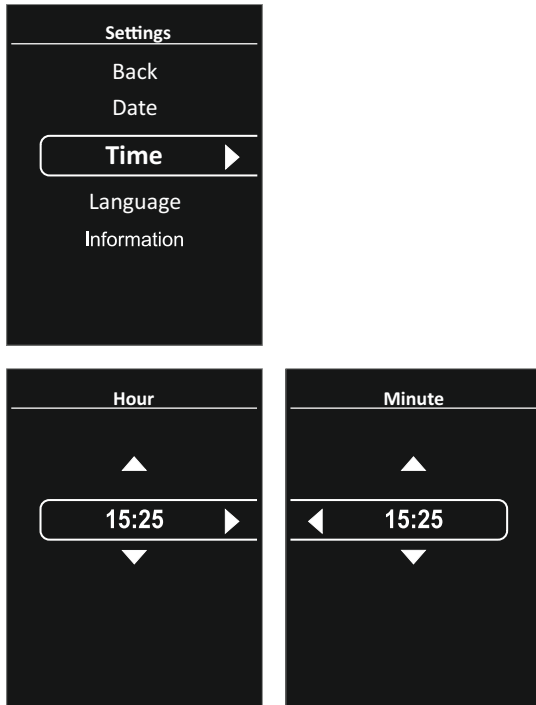 Settings
Back
Date
Time
Language
Information
Hour
15:25
Minute
15:25